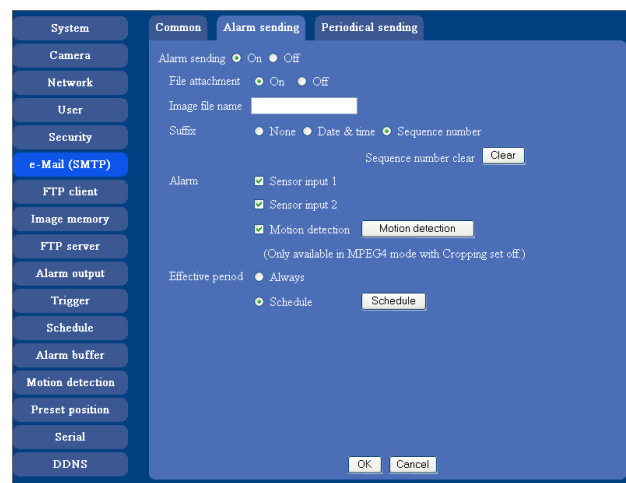 System
Camera
Network
User
Security
e-Mail (SMTP)
FTP client
Image memory
FTP server
Alarm output
Trigger
Schedule
Alarm buffer
Motion detection
Preset position
Serial
DDNS
Common Alarm sending Periodical sending
Alarm sending On Off
File attachment On Off
Image file name
Suffix None Date & time Sequence number
Sequence number clear Clear
Alarm Sensor input 1
Sensor input 2
Motion detection Motion detection
(Only available in MPEG4 mode with Cropping set off.)
Effective period Always
Schedule Schedule
OK Cancel